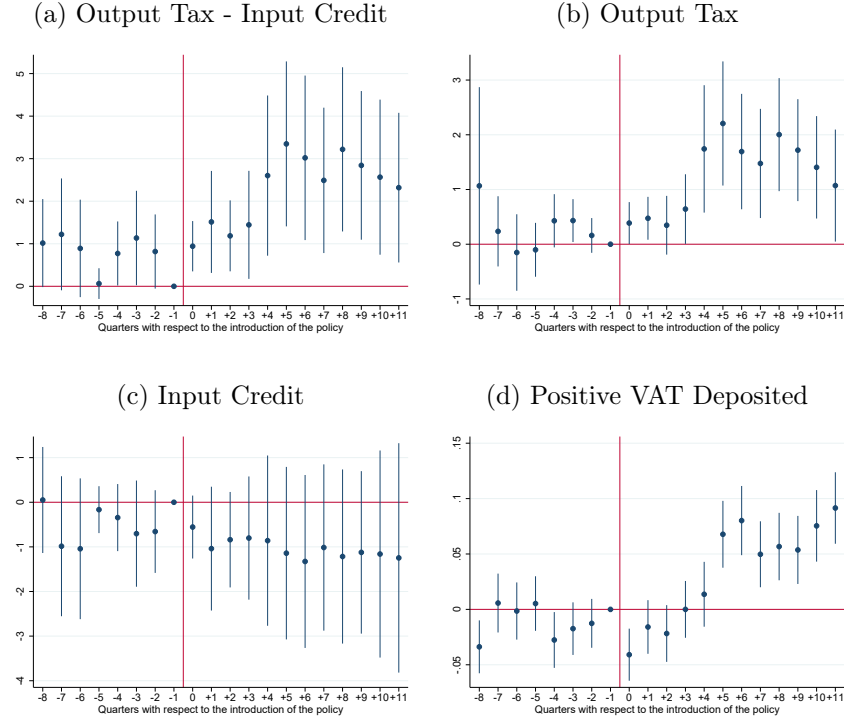 (a) Output Tax - Input Credit
5
4
3
2
1
0
-8 -7 -6 -5 -4 -3 -2 -1 0 +1 +2 +3 +4 +5 +6 +7 +8 +9 +10 +11
Quarters with respect to the introduction of the policy
(b) Output Tax
3
2
1
0
-1
-8 -7 -6 -5 -4 -3 -2 -1 0 +1 +2 +3 +4 +5 +6 +7 +8 +9 +10 +11
Quarters with respect to the introduction of the policy
(c) Input Credit
1
0
-1
-2
-3
-4
-8 -7 -6 -5 -4 -3 -2 -1 0 +1 +2 +3 +4 +5 +6 +7 +8 +9 +10 +11
Quarters with respect to the introduction of the policy
(d) Positive VAT Deposited
.15
.1
.05
0
-.05
-8 -7 -6 -5 -4 -3 -2 -1 0 +1 +2 +3 +4 +5 +6 +7 +8 +9 +10 +11
Quarters with respect to the introduction of the policy